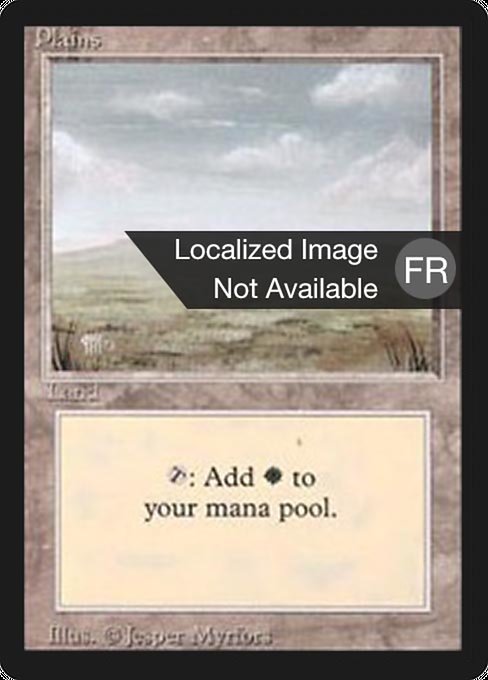 Plains
Localized Image
Not Available
FR
Land
: Add to
your mana pool.
Illus. © Jesper Myrfors